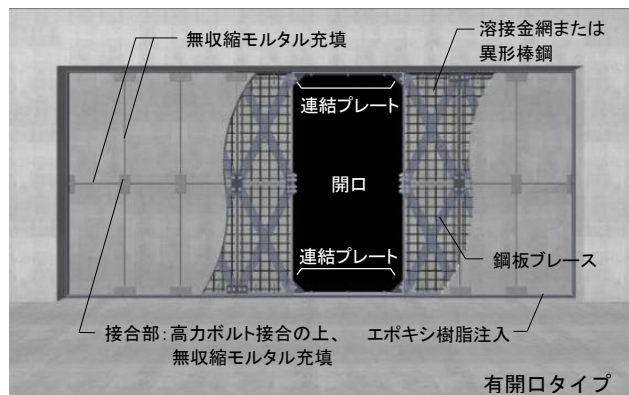 無収縮モルタル充填
溶接金網または
異形棒鋼
連結プレート
開口
連結プレート
鋼板ブレース
接合部：高力ボルト接合の上、
無収縮モルタル充填
エポキシ樹脂注入
有開口タイプ